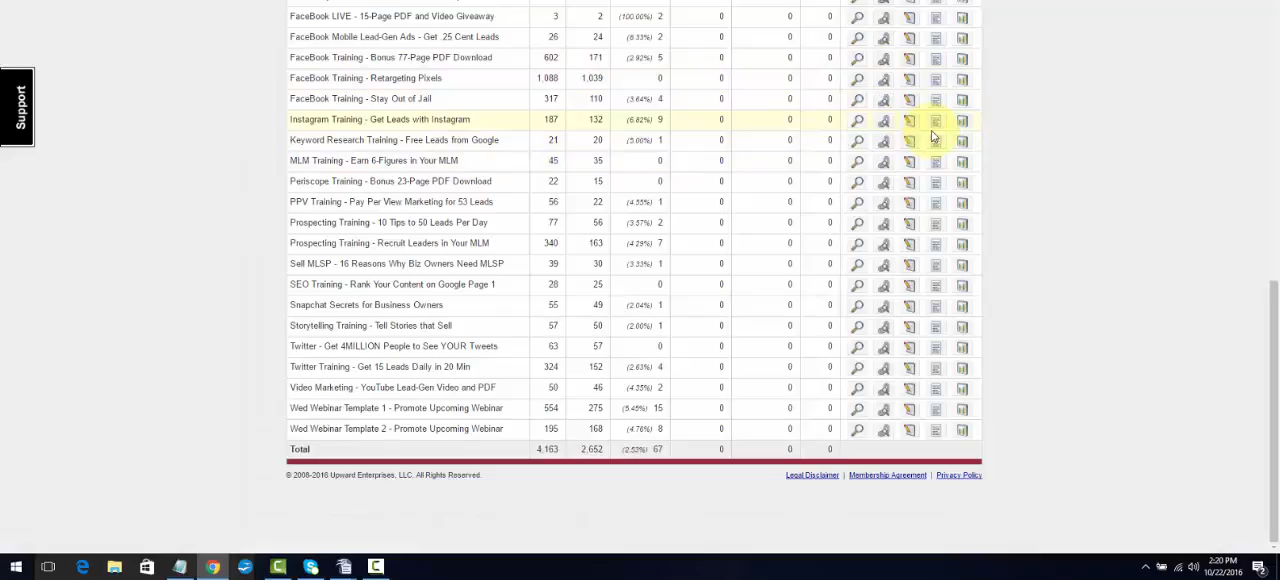 FaceBook LIVE - 15-Page PDF and Video Giveaway 3 2 (100.00%) 2 0 0 0
FaceBook Mobile Lead-Gen Ads - Get .25 Cent Leads 26 24 (8.33%) 2 0 0 0
FaceBook Training - Bonus 77-Page PDF Download 602 171 (2.92%) 5 0 0 0
FaceBook Training - Retargeting Pixels 1,088 1,039 0 0 0 0
Support
FaceBook Training - Stay Out of Jail 317 110 (3.64%) 4 0 0 0
Instagram Training - Get Leads with Instagram 187 132 (6.82%) 9 0 0 0
Keyword Research Training - Free Leads from Google 21 20 (5.00%) 1 0 0 0
MLM Training - Earn 6-Figures in Your MLM 45 35 0 0 0 0
Periscope Training - Bonus 23-Page PDF Download 22 15 0 0 0 0
PPV Training - Pay Per View Marketing for 53 Leads 56 22 (4.55%) 1 0 0 0
Prospecting Training - 10 Tips to 50 Leads Per Day 77 56 (3.57%) 2 0 0 0
Prospecting Training - Recruit Leaders in Your MLM 340 163 (4.29%) 7 0 0 0
Sell MLSP - 16 Reasons Why Biz Owners Need MLSP 39 30 (3.33%) 1 0 0 0
SEO Training - Rank Your Content on Google Page 1 28 25 0 0 0 0
Snapchat Secrets for Business Owners 55 49 (2.04%) 1 0 0 0
Storytelling Training - Tell Stories that Sell 57 50 (2.00%) 1 0 0 0
Twitter - Get 4MILLION People to See YOUR Tweets 63 57 0 0 0 0
Twitter Training - Get 15 Leads Daily in 20 Min 324 152 (2.63%) 4 0 0 0
Video Marketing - YouTube Lead-Gen Video and PDF 50 46 (4.35%) 2 0 0 0
Wed Webinar Template 1 - Promote Upcoming Webinar 554 275 (5.45%) 15 0 0 0
Wed Webinar Template 2 - Promote Upcoming Webinar 195 168 (4.76%) 8 0 0 0
Total 4,163 2,652 (2.53%) 67 0 0 0
© 2008-2016 Upward Enterprises, LLC. All Rights Reserved. Legal Disclaimer | Membership Agreement | Privacy Policy
2:20 PM
10/22/2016